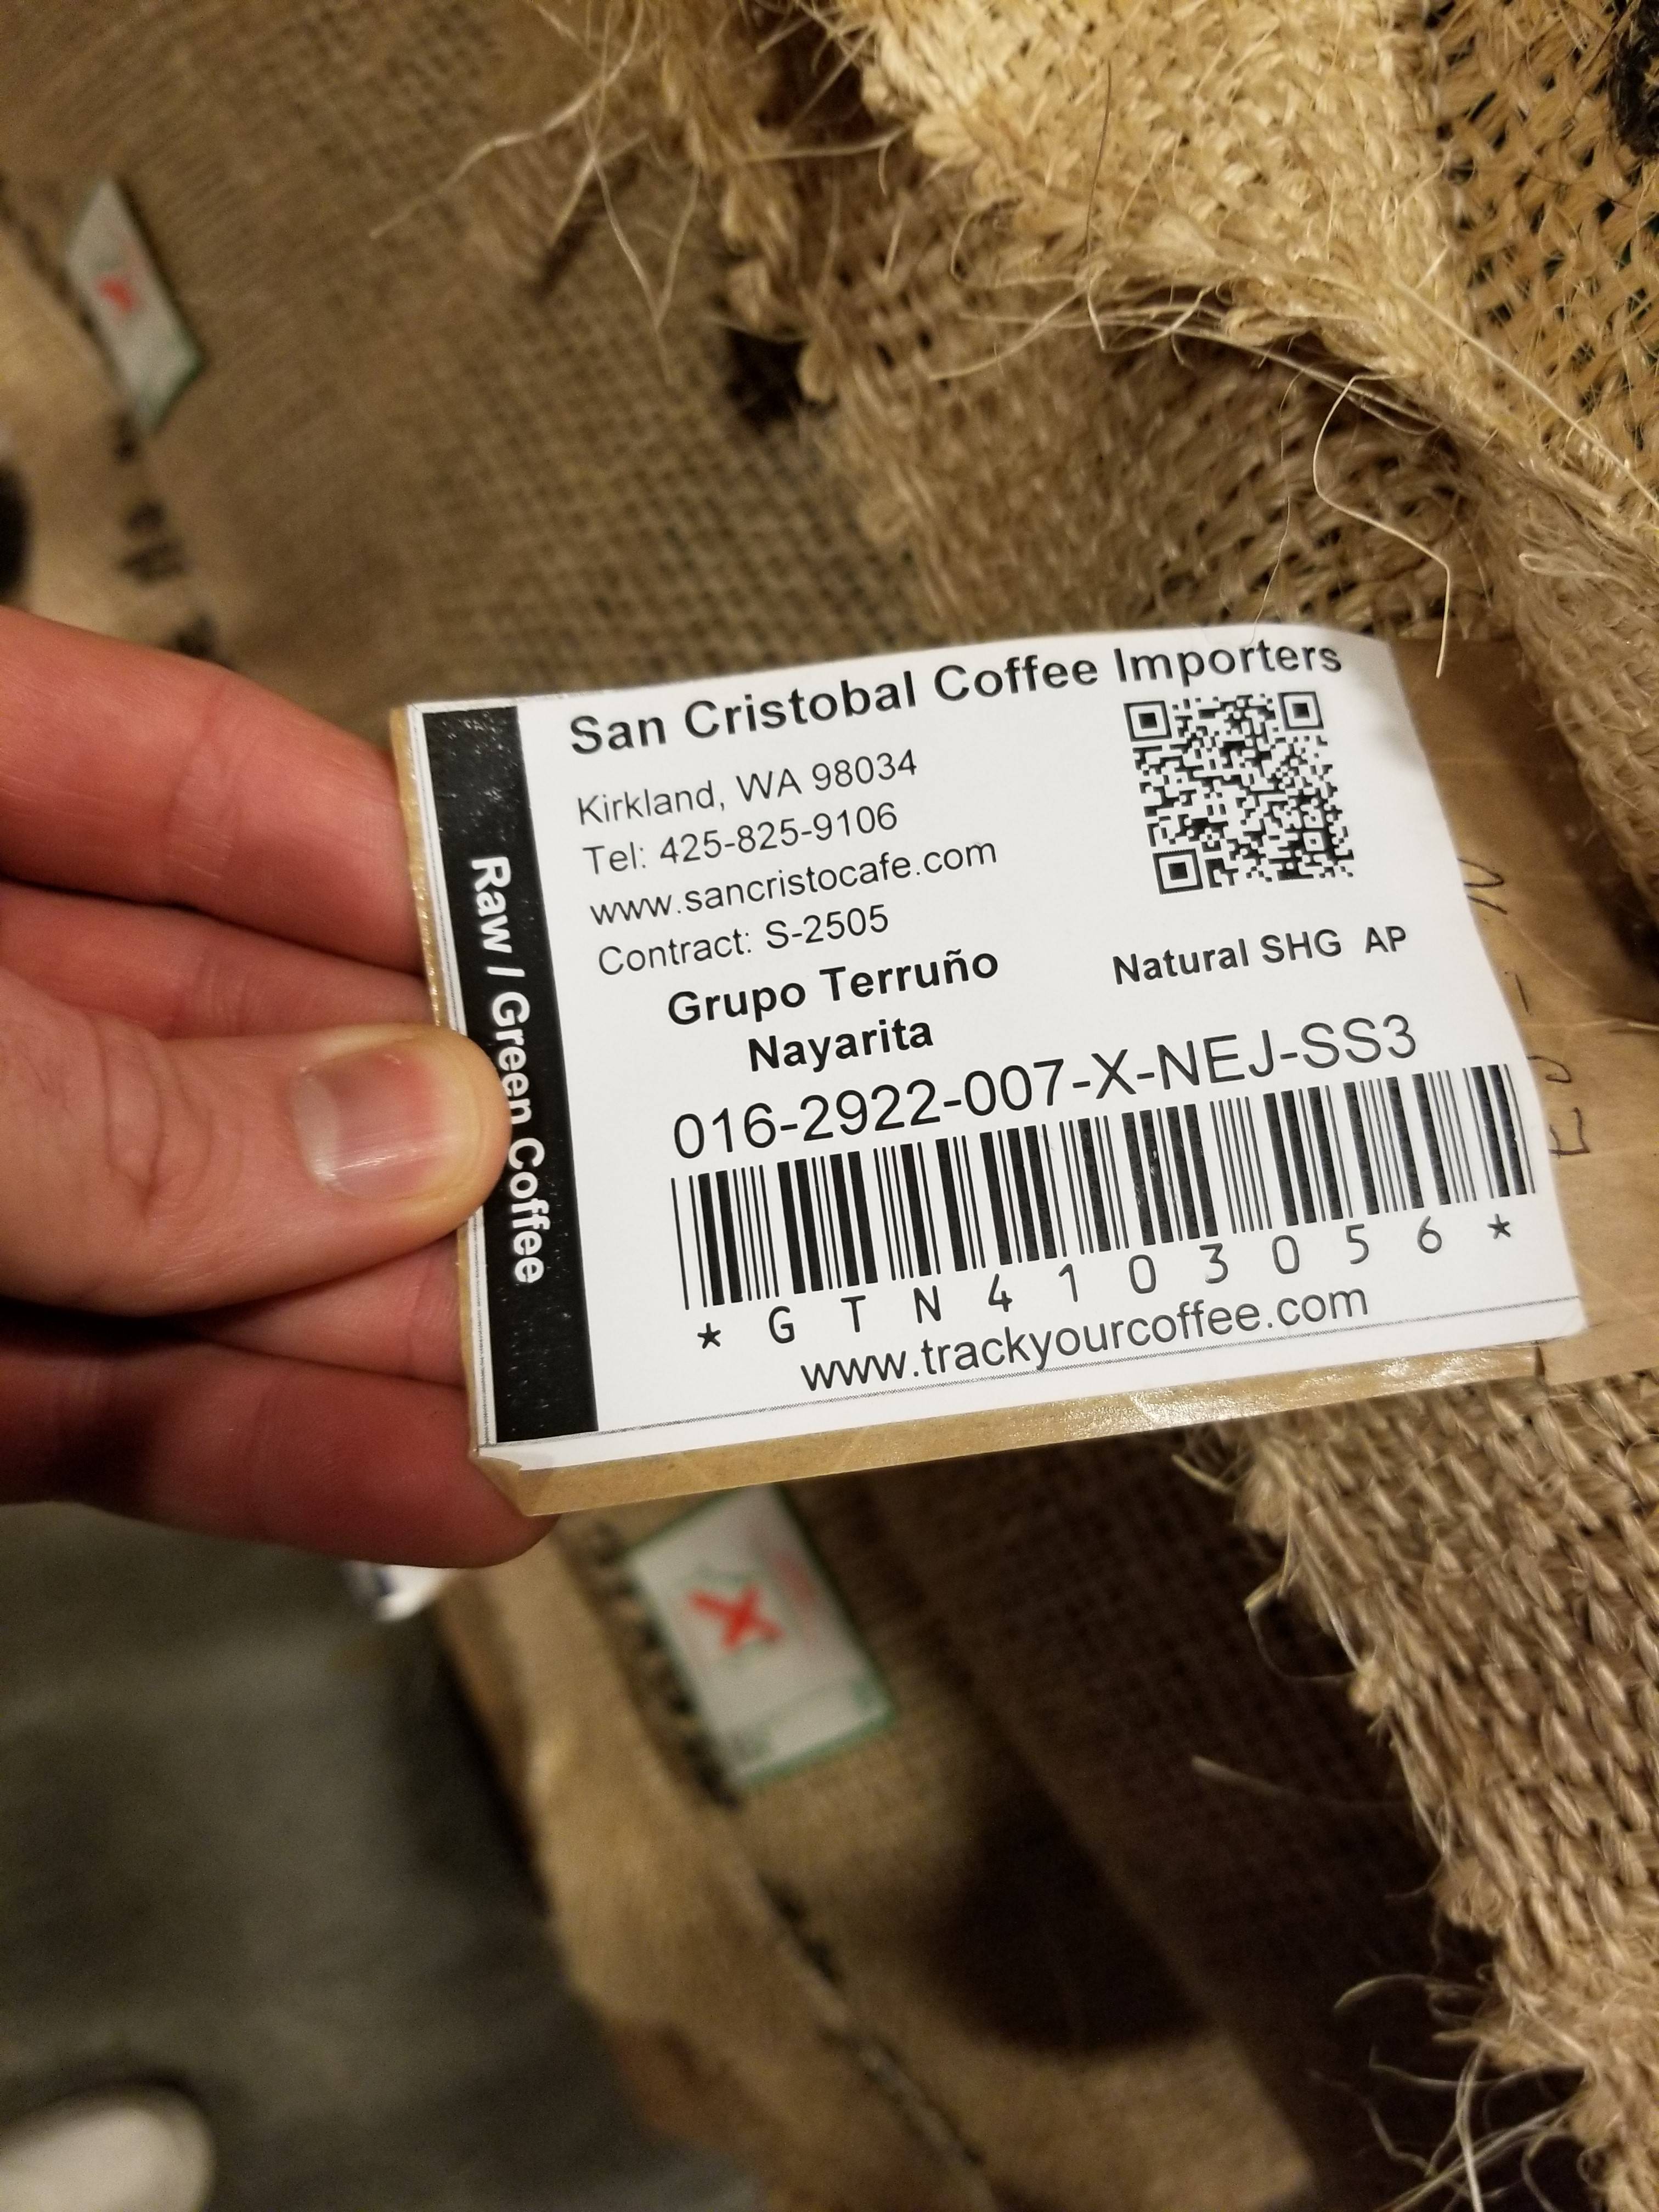 San Cristobal Coffee Importers
Kirkland, WA 98034
Tel: 425-825-9106
www.sancristocafe.com
Contract: S-2505
Grupo Terruño
Nayarita
Natural SHG AP
016-2922-007-X-NEJ-SS3
*GTN4103056*
www.trackyourcoffee.com
Raw / Green Coffee